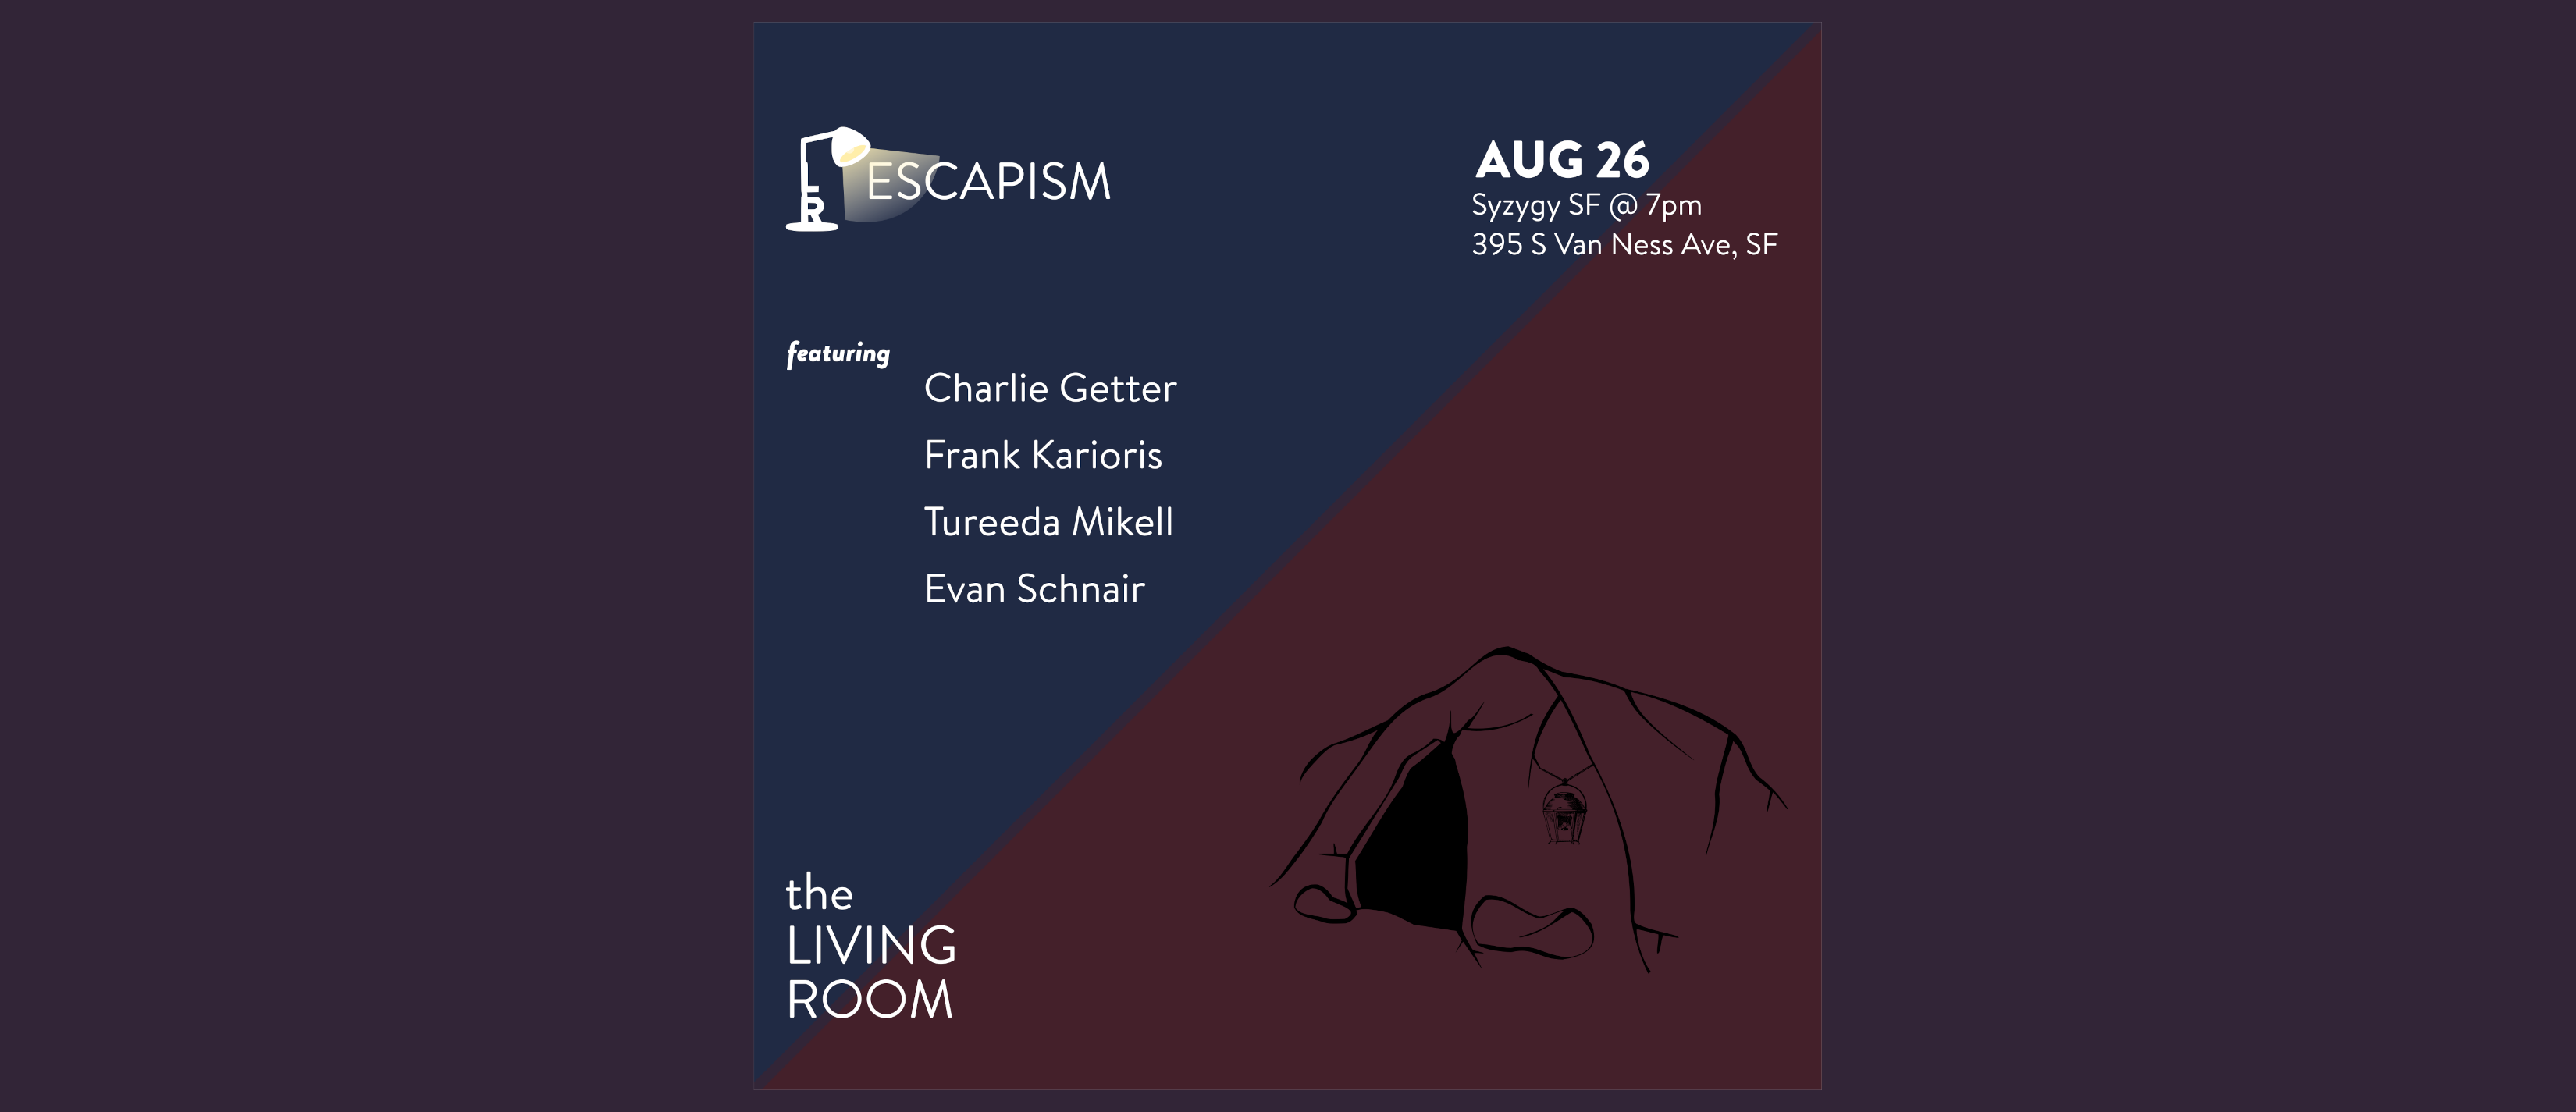 ESCAPISM
LR
AUG 26
Syzygy SF @ 7pm
395 S Van Ness Ave, SF
featuring
Charlie Getter
Frank Karioris
Tureeda Mikell
Evan Schnair
the
LIVING
ROOM